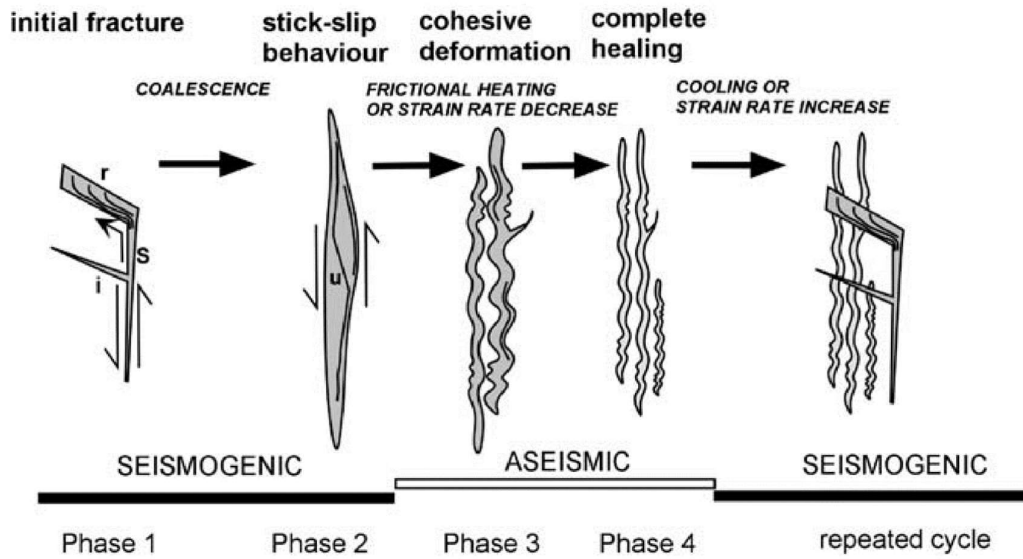 initial fracture
stick-slip
behaviour
cohesive
deformation
complete
healing
COALESCENCE
FRICTIONAL HEATING
OR STRAIN RATE DECREASE
COOLING OR
STRAIN RATE INCREASE
r
S
i
u
SEISMOGENIC
ASEISMIC
SEISMOGENIC
Phase 1
Phase 2
Phase 3
Phase 4
repeated cycle